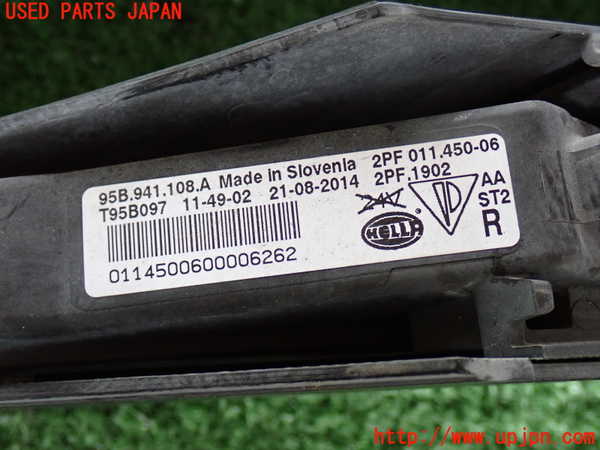 USED PARTS JAPAN
95B.941.108.A Made in Slovenia 2PF 011.450-06
T95B097 11-49-02 21-08-2014 2PF.1902
24V
AA
ST2
HELLA
R
0114500600006262
http://www.upjpn.com/